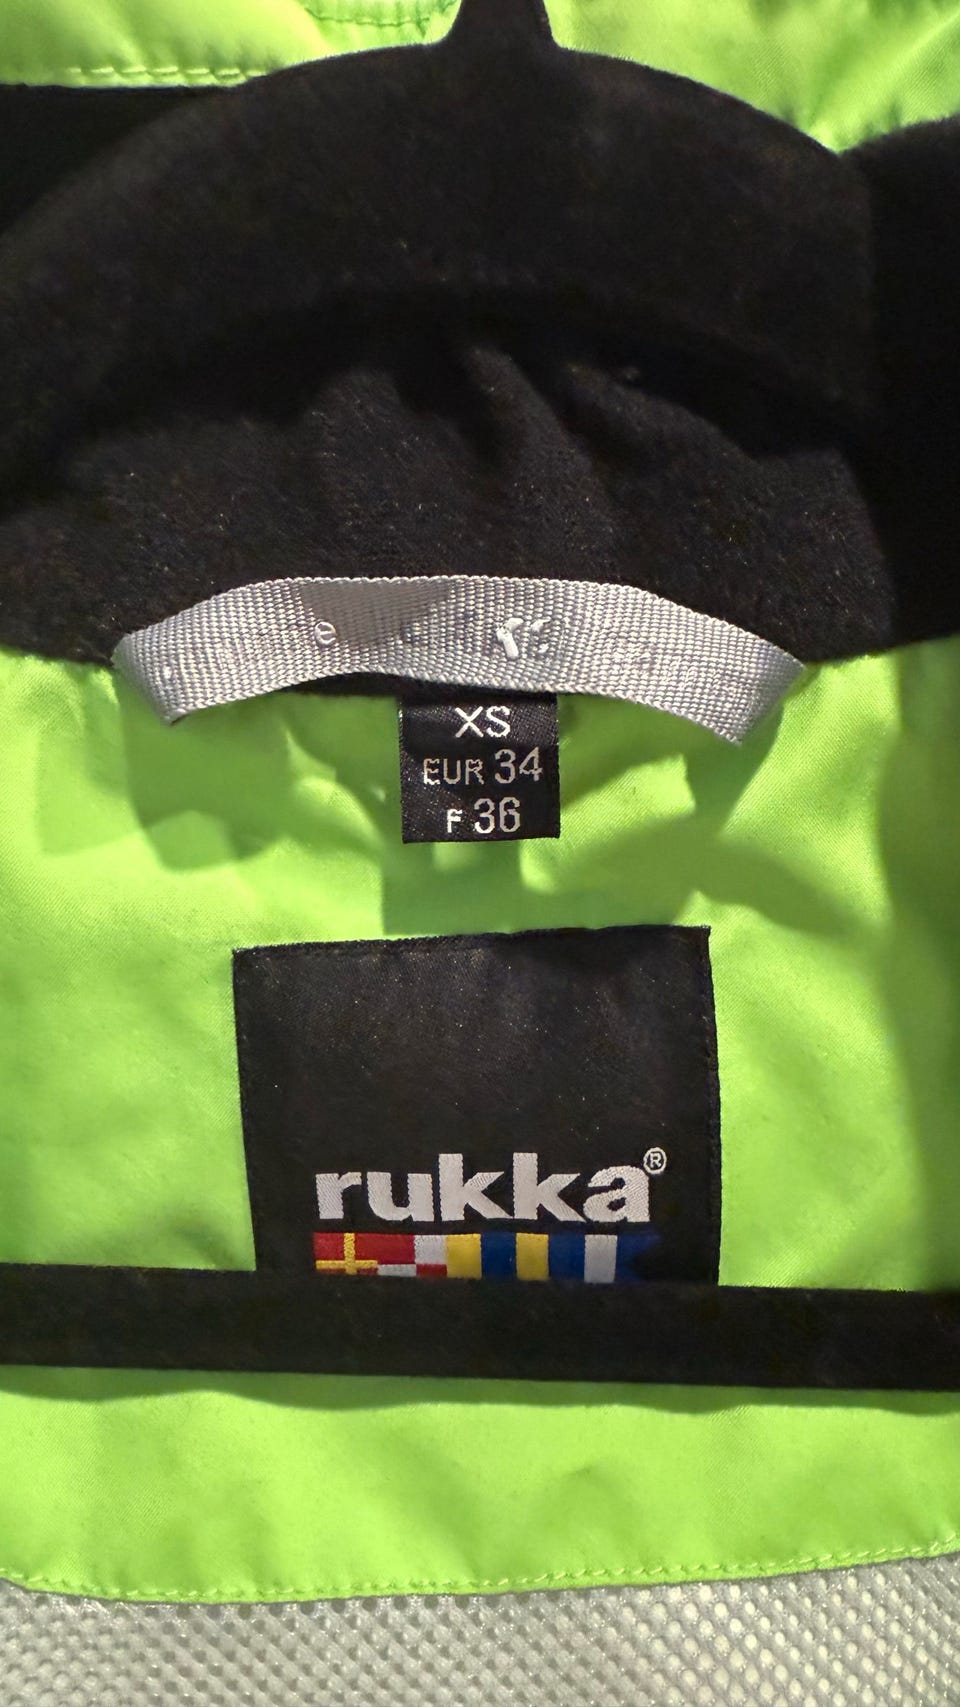 XS
EUR 34
F 36
rukka®